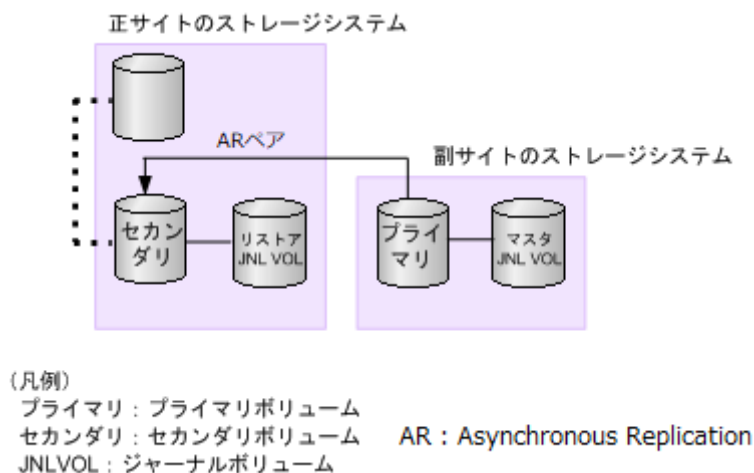 正サイトのストレージシステム
ARペア
副サイトのストレージシステム
セカン
ダリ
リストア
JNL VOL
プライ
マリ
マスタ
JNL VOL
(凡例)
プライマリ：プライマリボリューム
セカンダリ：セカンダリボリューム
AR : Asynchronous Replication
JNLVOL：ジャーナルボリューム